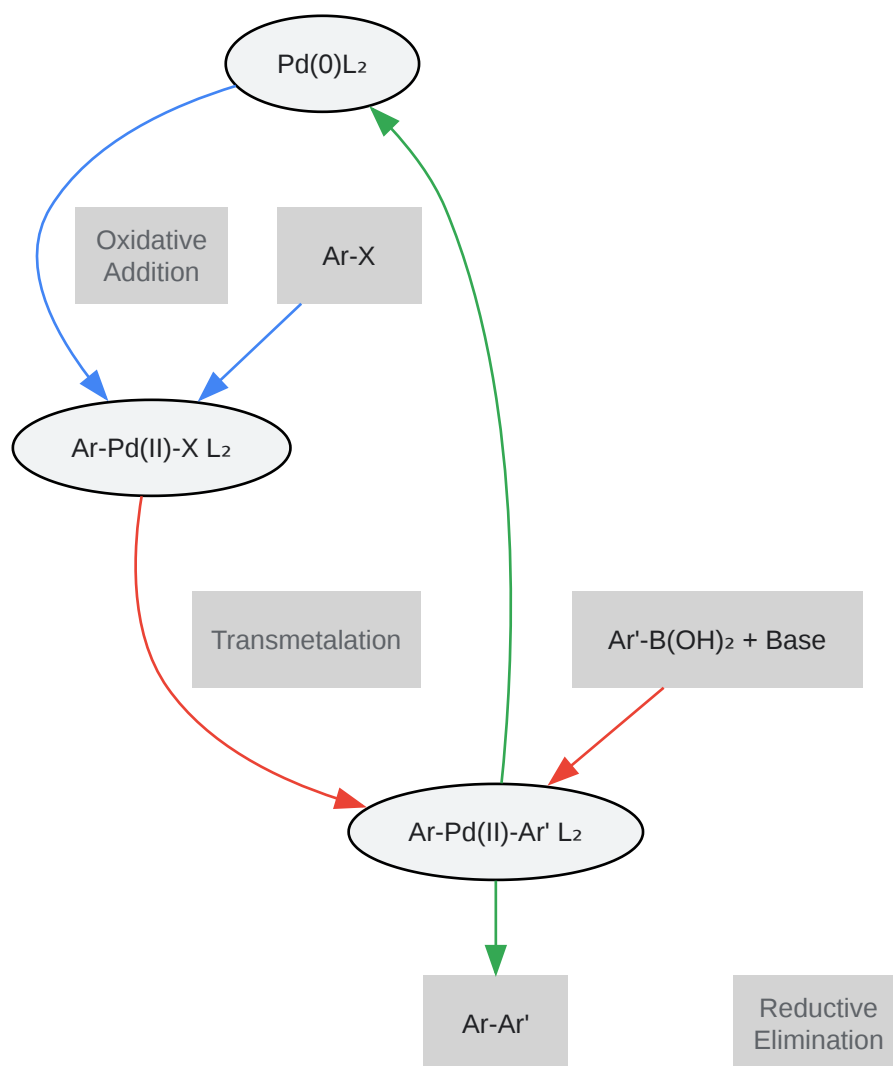 Pd(0)L₂
Oxidative
Addition
Ar-X
Ar-Pd(II)-X L₂
Transmetalation
Ar'-B(OH)₂ + Base
Ar-Pd(II)-Ar' L₂
Ar-Ar'
Reductive
Elimination